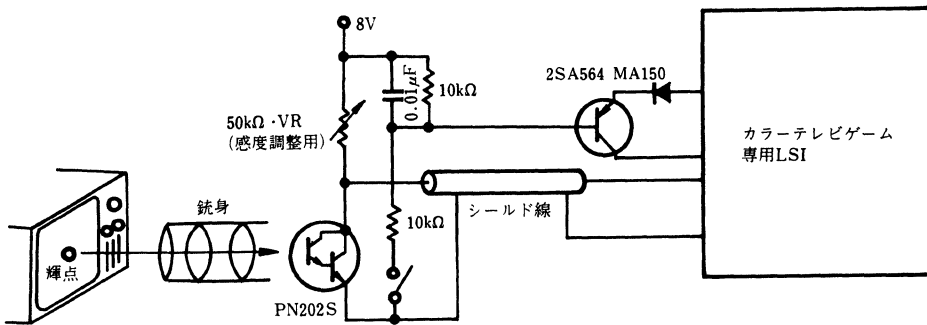 8V
0.01μF
10kΩ
2SA564 MA150
50kΩ・VR
(感度調整用)
カラーテレビゲーム
専用LSI
シールド線
銃身
10kΩ
輝点
PN202S